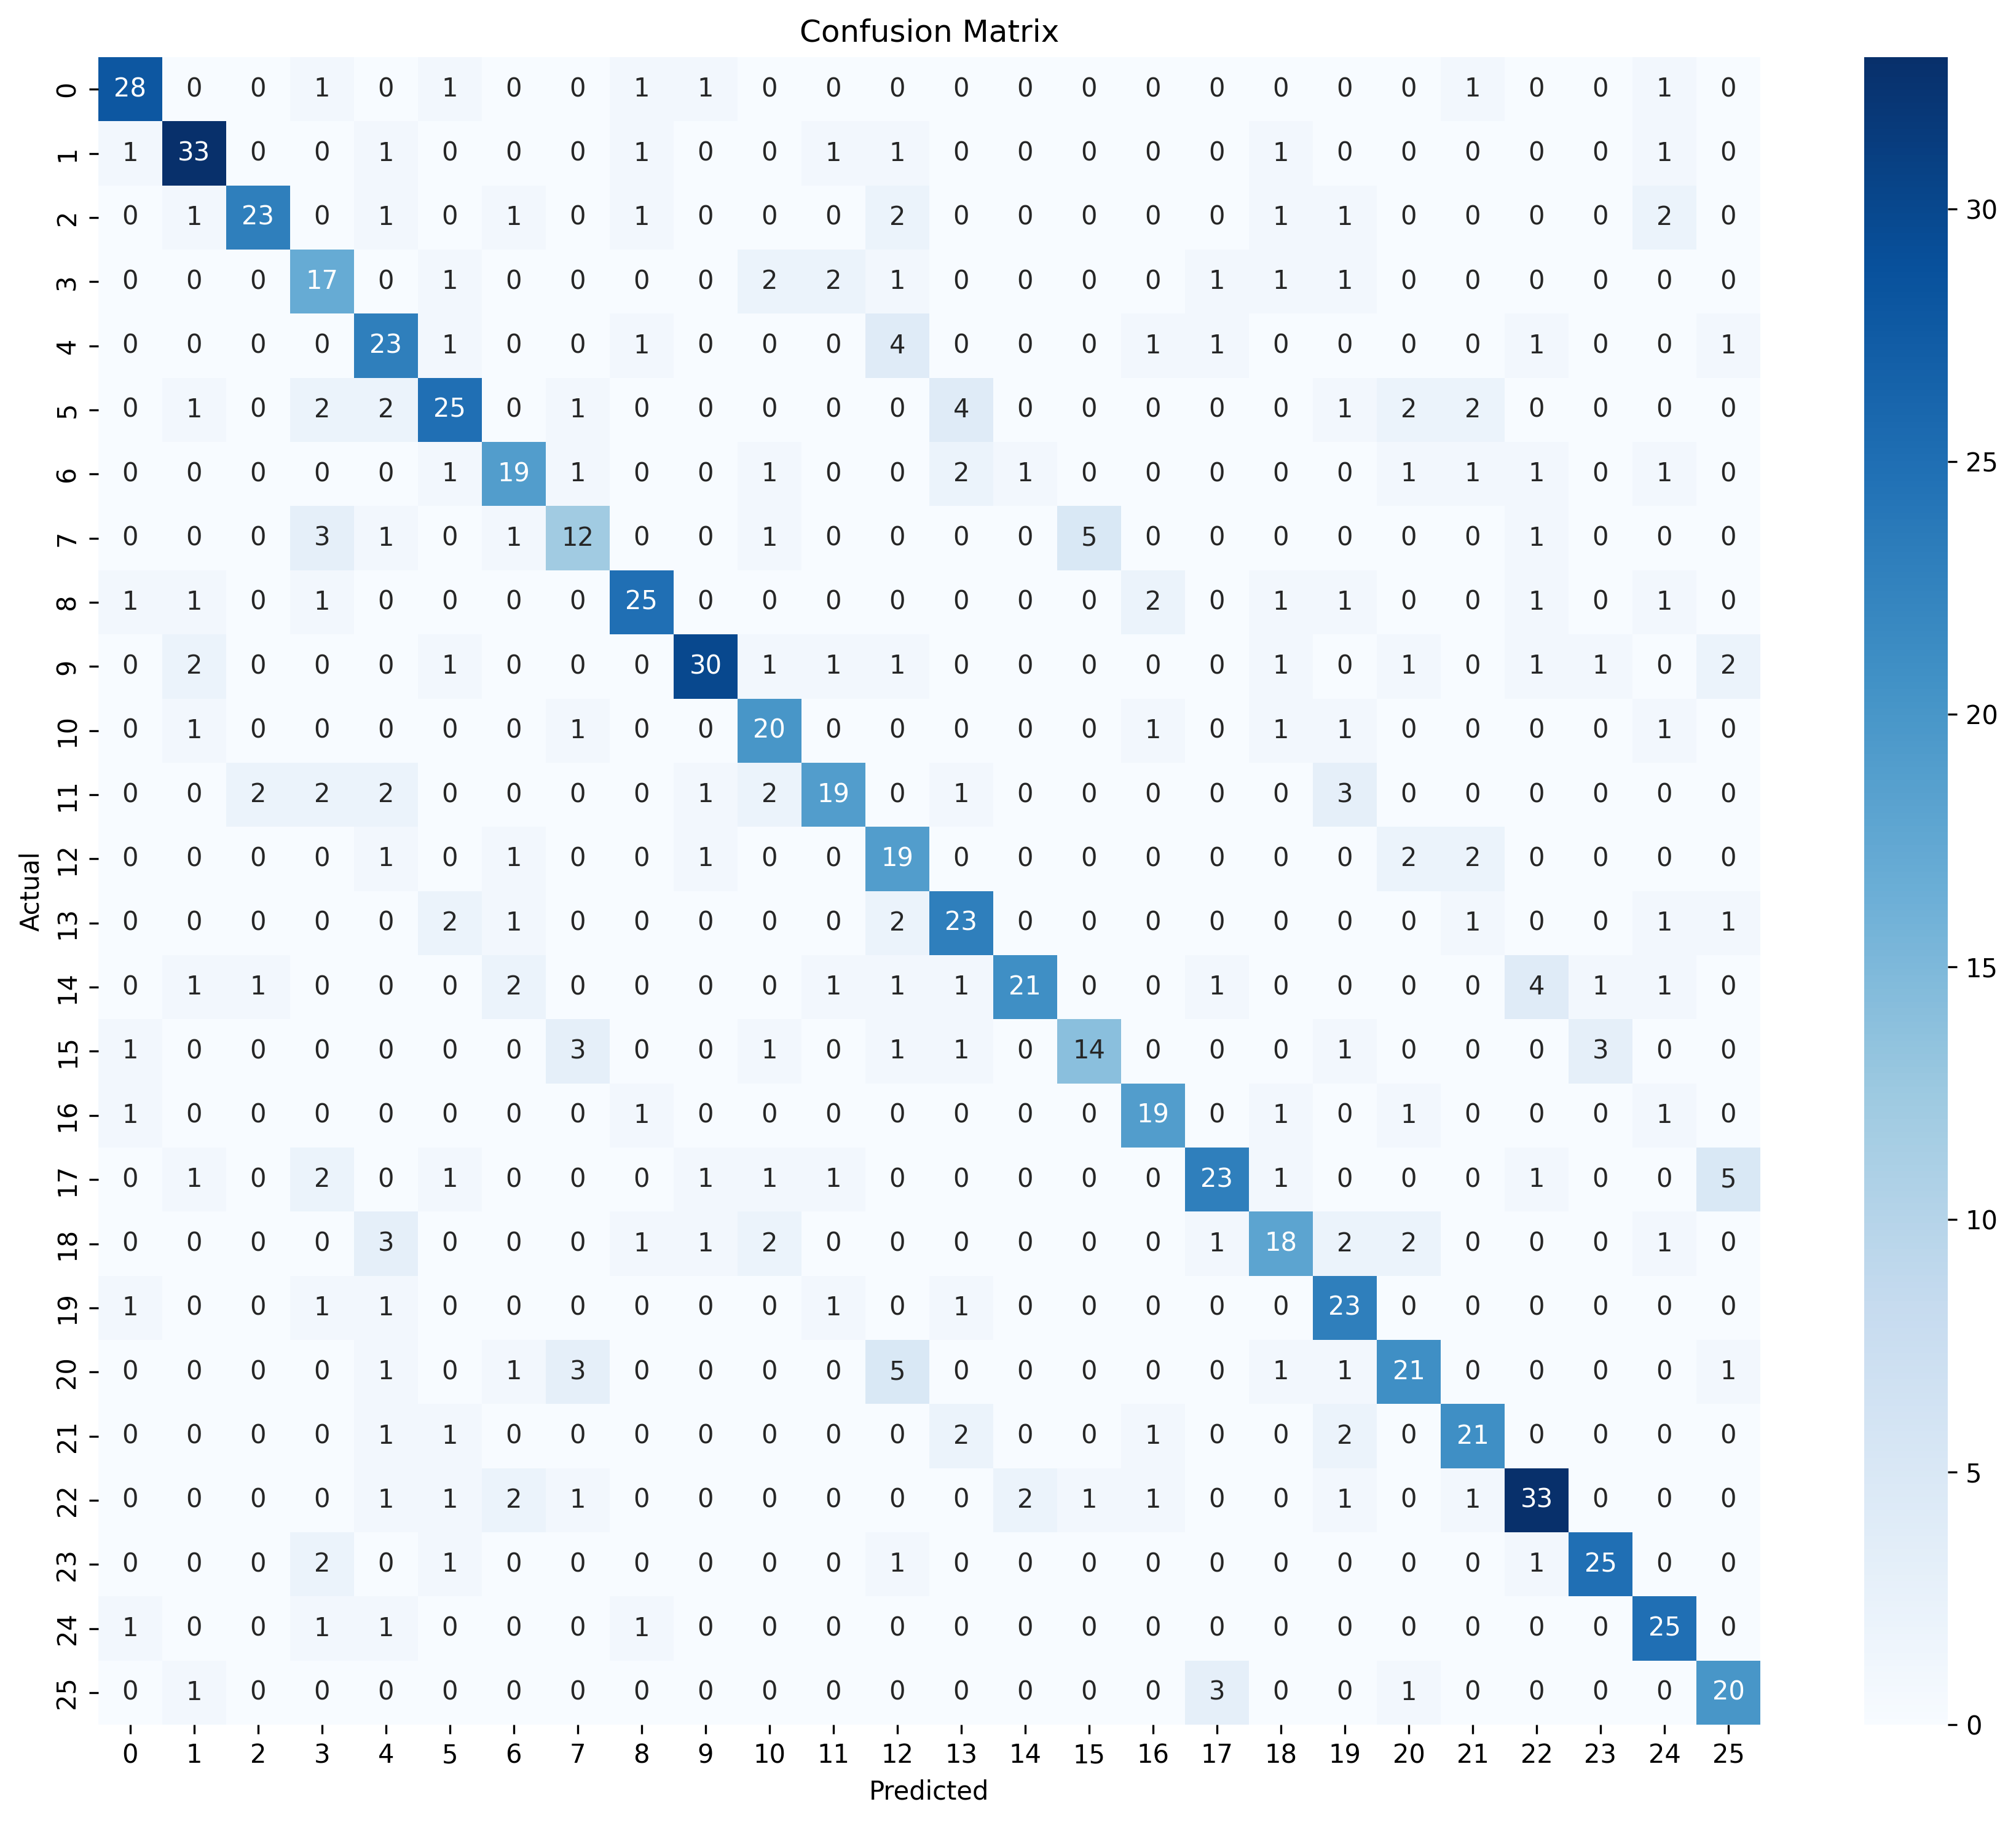 Confusion Matrix
0 28 0 0 1 0 1 0 0 1 1 0 0 0 0 0 0 0 0 0 0 0 1 0 0 1 0
1 1 33 0 0 1 0 0 0 1 0 0 1 1 0 0 0 0 0 1 0 0 0 0 0 1 0
2 0 1 23 0 1 0 1 0 1 0 0 0 2 0 0 0 0 0 1 1 0 0 0 0 2 0
3 0 0 0 17 0 1 0 0 0 0 2 2 1 0 0 0 0 1 1 1 0 0 0 0 0 0
4 0 0 0 0 23 1 0 0 1 0 0 0 4 0 0 0 1 1 0 0 0 0 1 0 0 1
5 0 1 0 2 2 25 0 1 0 0 0 0 0 4 0 0 0 0 0 1 2 2 0 0 0 0
6 0 0 0 0 0 1 19 1 0 0 1 0 0 2 1 0 0 0 0 0 1 1 1 0 1 0
7 0 0 0 3 1 0 1 12 0 0 1 0 0 0 0 5 0 0 0 0 0 0 1 0 0 0
8 1 1 0 1 0 0 0 0 25 0 0 0 0 0 0 0 2 0 1 1 0 0 1 0 1 0
9 0 2 0 0 0 1 0 0 0 30 1 1 1 0 0 0 0 0 1 0 1 0 1 1 0 2
10 0 1 0 0 0 0 0 1 0 0 20 0 0 0 0 0 1 0 1 1 0 0 0 0 1 0
11 0 0 2 2 2 0 0 0 0 1 2 19 0 1 0 0 0 0 0 3 0 0 0 0 0 0
12 0 0 0 0 1 0 1 0 0 1 0 0 19 0 0 0 0 0 0 0 2 2 0 0 0 0
13 0 0 0 0 0 2 1 0 0 0 0 0 2 23 0 0 0 0 0 0 0 1 0 0 1 1
14 0 1 1 0 0 0 2 0 0 0 0 1 1 1 21 0 0 1 0 0 0 0 4 1 1 0
15 1 0 0 0 0 0 0 3 0 0 1 0 1 1 0 14 0 0 0 1 0 0 0 3 0 0
16 1 0 0 0 0 0 0 0 1 0 0 0 0 0 0 0 19 0 1 0 1 0 0 0 1 0
17 0 1 0 2 0 1 0 0 0 1 1 1 0 0 0 0 0 23 1 0 0 0 1 0 0 5
18 0 0 0 0 3 0 0 0 1 1 2 0 0 0 0 0 0 1 18 2 2 0 0 0 1 0
19 1 0 0 1 1 0 0 0 0 0 0 1 0 1 0 0 0 0 0 23 0 0 0 0 0 0
20 0 0 0 0 1 0 1 3 0 0 0 0 5 0 0 0 0 0 1 1 21 0 0 0 0 1
21 0 0 0 0 1 1 0 0 0 0 0 0 0 2 0 0 1 0 0 2 0 21 0 0 0 0
22 0 0 0 0 1 1 2 1 0 0 0 0 0 0 2 1 1 0 0 1 0 1 33 0 0 0
23 0 0 0 2 0 1 0 0 0 0 0 0 1 0 0 0 0 0 0 0 0 0 1 25 0 0
24 1 0 0 1 1 0 0 0 1 0 0 0 0 0 0 0 0 0 0 0 0 0 0 0 25 0
25 0 1 0 0 0 0 0 0 0 0 0 0 0 0 0 0 0 3 0 0 1 0 0 0 0 20
0 1 2 3 4 5 6 7 8 9 10 11 12 13 14 15 16 17 18 19 20 21 22 23 24 25
Predicted
Actual
30
25
20
15
10
5
0